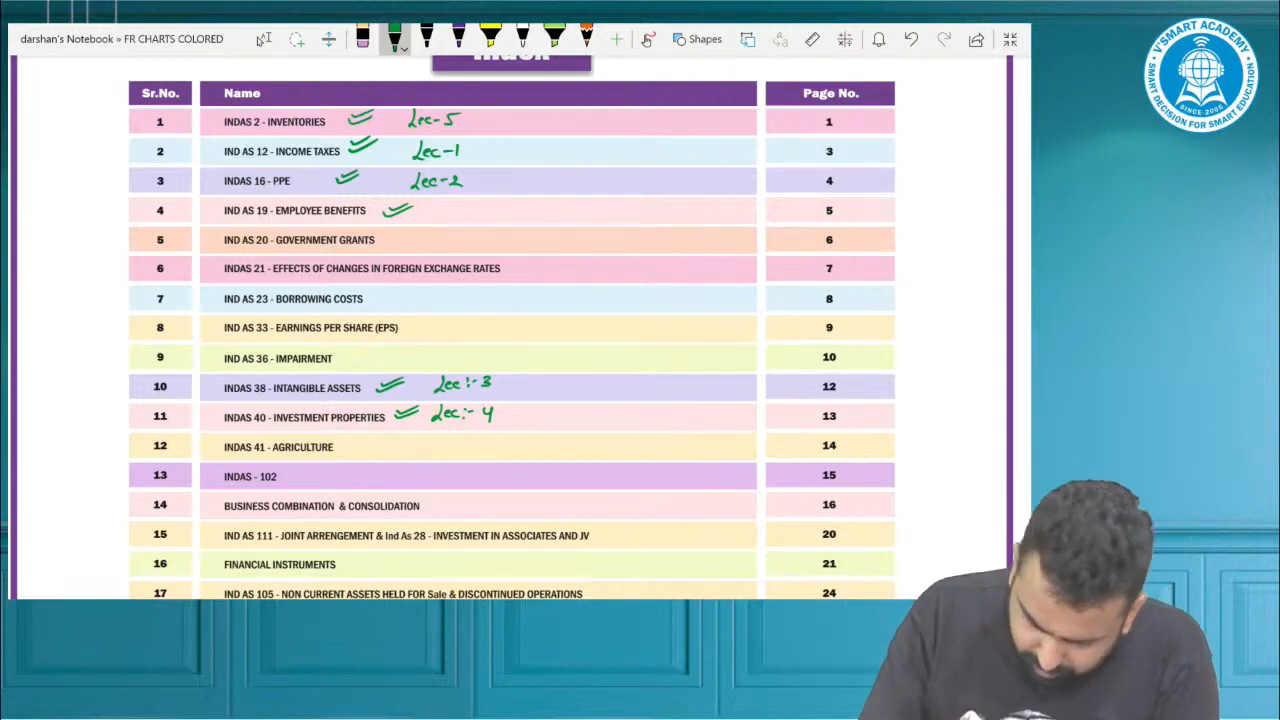 darshan's Notebook » FR CHARTS COLORED
Shapes
Index
Sr.No. Name Page No.
1 INDAS 2 - INVENTORIES Lec-5 1
2 IND AS 12 - INCOME TAXES Lec-1 3
3 INDAS 16 - PPE Lec-2 4
4 IND AS 19 - EMPLOYEE BENEFITS 5
5 IND AS 20 - GOVERNMENT GRANTS 6
6 INDAS 21 - EFFECTS OF CHANGES IN FOREIGN EXCHANGE RATES 7
7 IND AS 23 - BORROWING COSTS 8
8 IND AS 33 - EARNINGS PER SHARE (EPS) 9
9 IND AS 36 - IMPAIRMENT 10
10 INDAS 38 - INTANGIBLE ASSETS Lec:-3 12
11 INDAS 40 - INVESTMENT PROPERTIES Lec:-4 13
12 INDAS 41 - AGRICULTURE 14
13 INDAS - 102 15
14 BUSINESS COMBINATION & CONSOLIDATION 16
15 IND AS 111 - JOINT ARRENGEMENT & Ind As 28 - INVESTMENT IN ASSOCIATES AND JV 20
16 FINANCIAL INSTRUMENTS 21
17 IND AS 105 - NON CURRENT ASSETS HELD FOR Sale & DISCONTINUED OPERATIONS 24
V'SMART ACADEMY
SMART DECISION FOR SMART EDUCATION
SINCE-2006